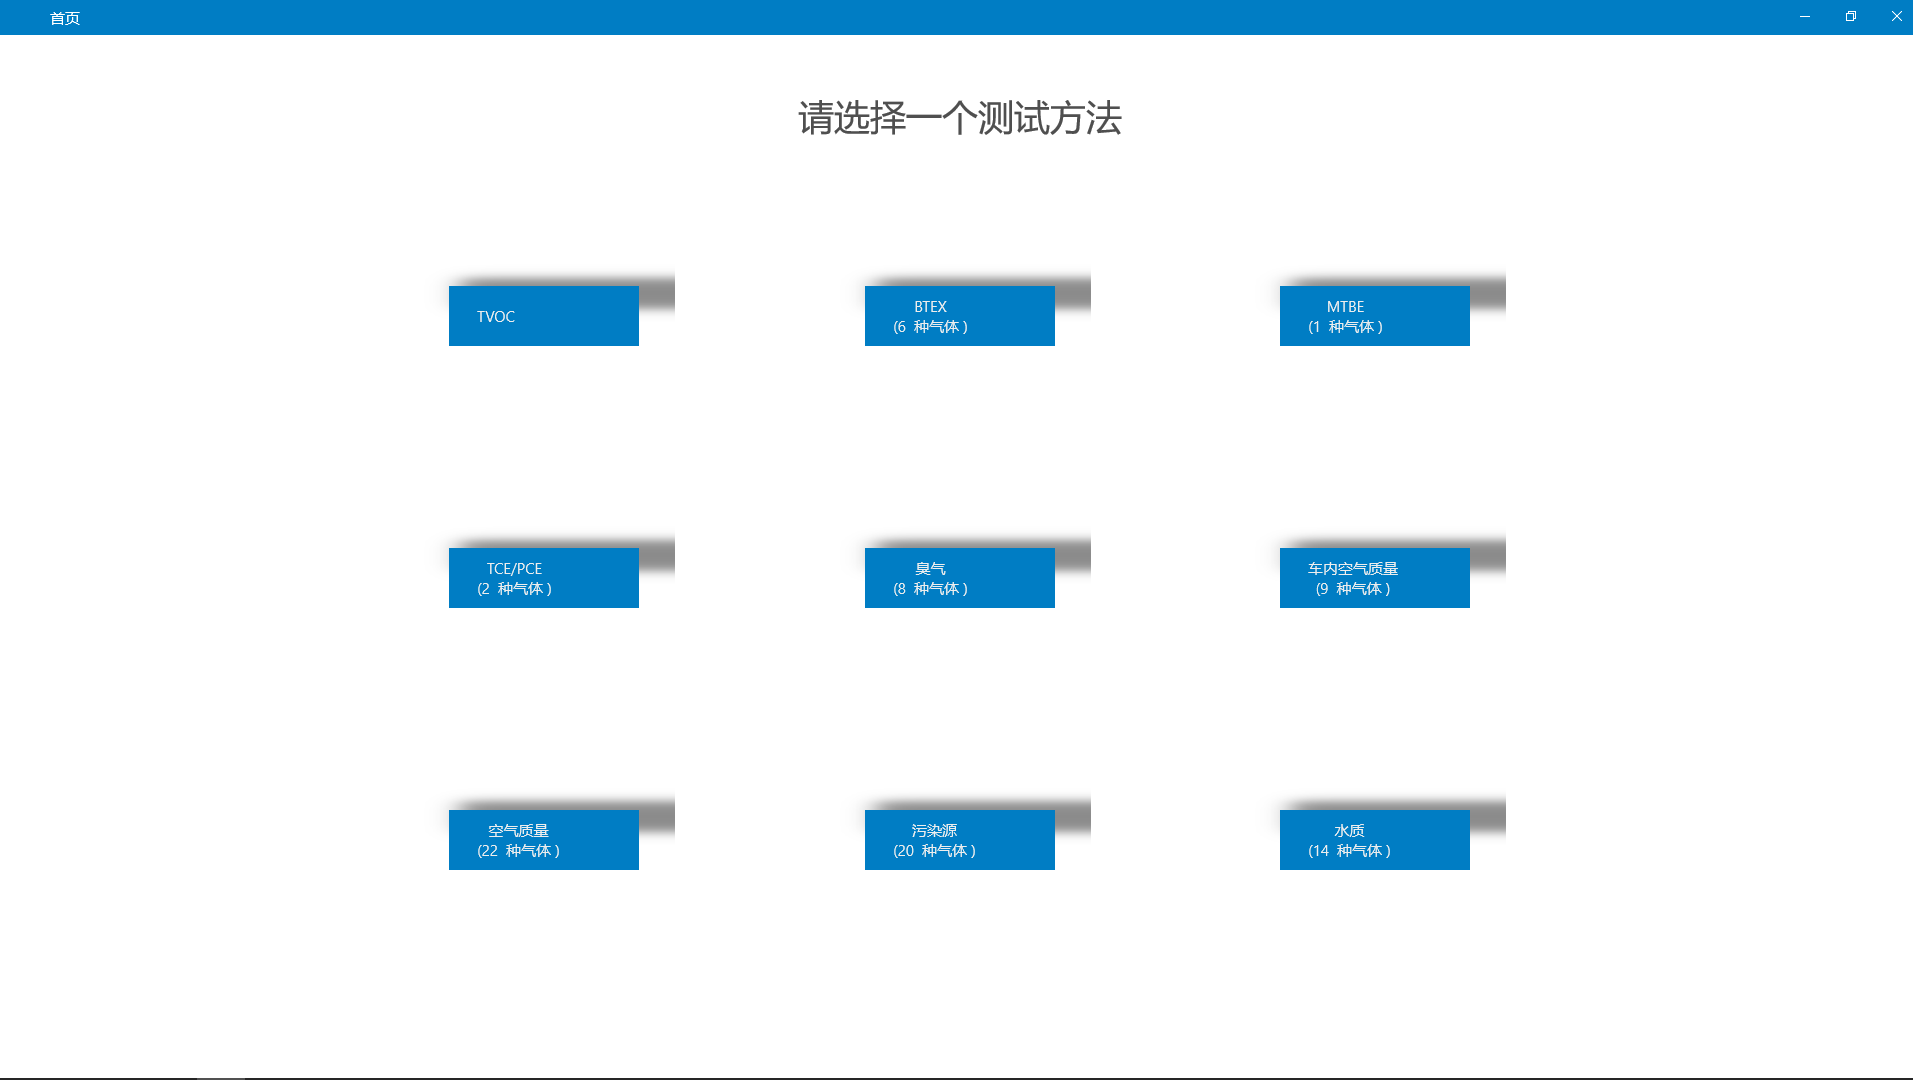 首页
请选择一个测试方法
TVOC
BTEX
(6 种气体)
MTBE
(1 种气体)
TCE/PCE
(2 种气体)
臭气
(8 种气体)
车内空气质量
(9 种气体)
空气质量
(22 种气体)
污染源
(20 种气体)
水质
(14 种气体)